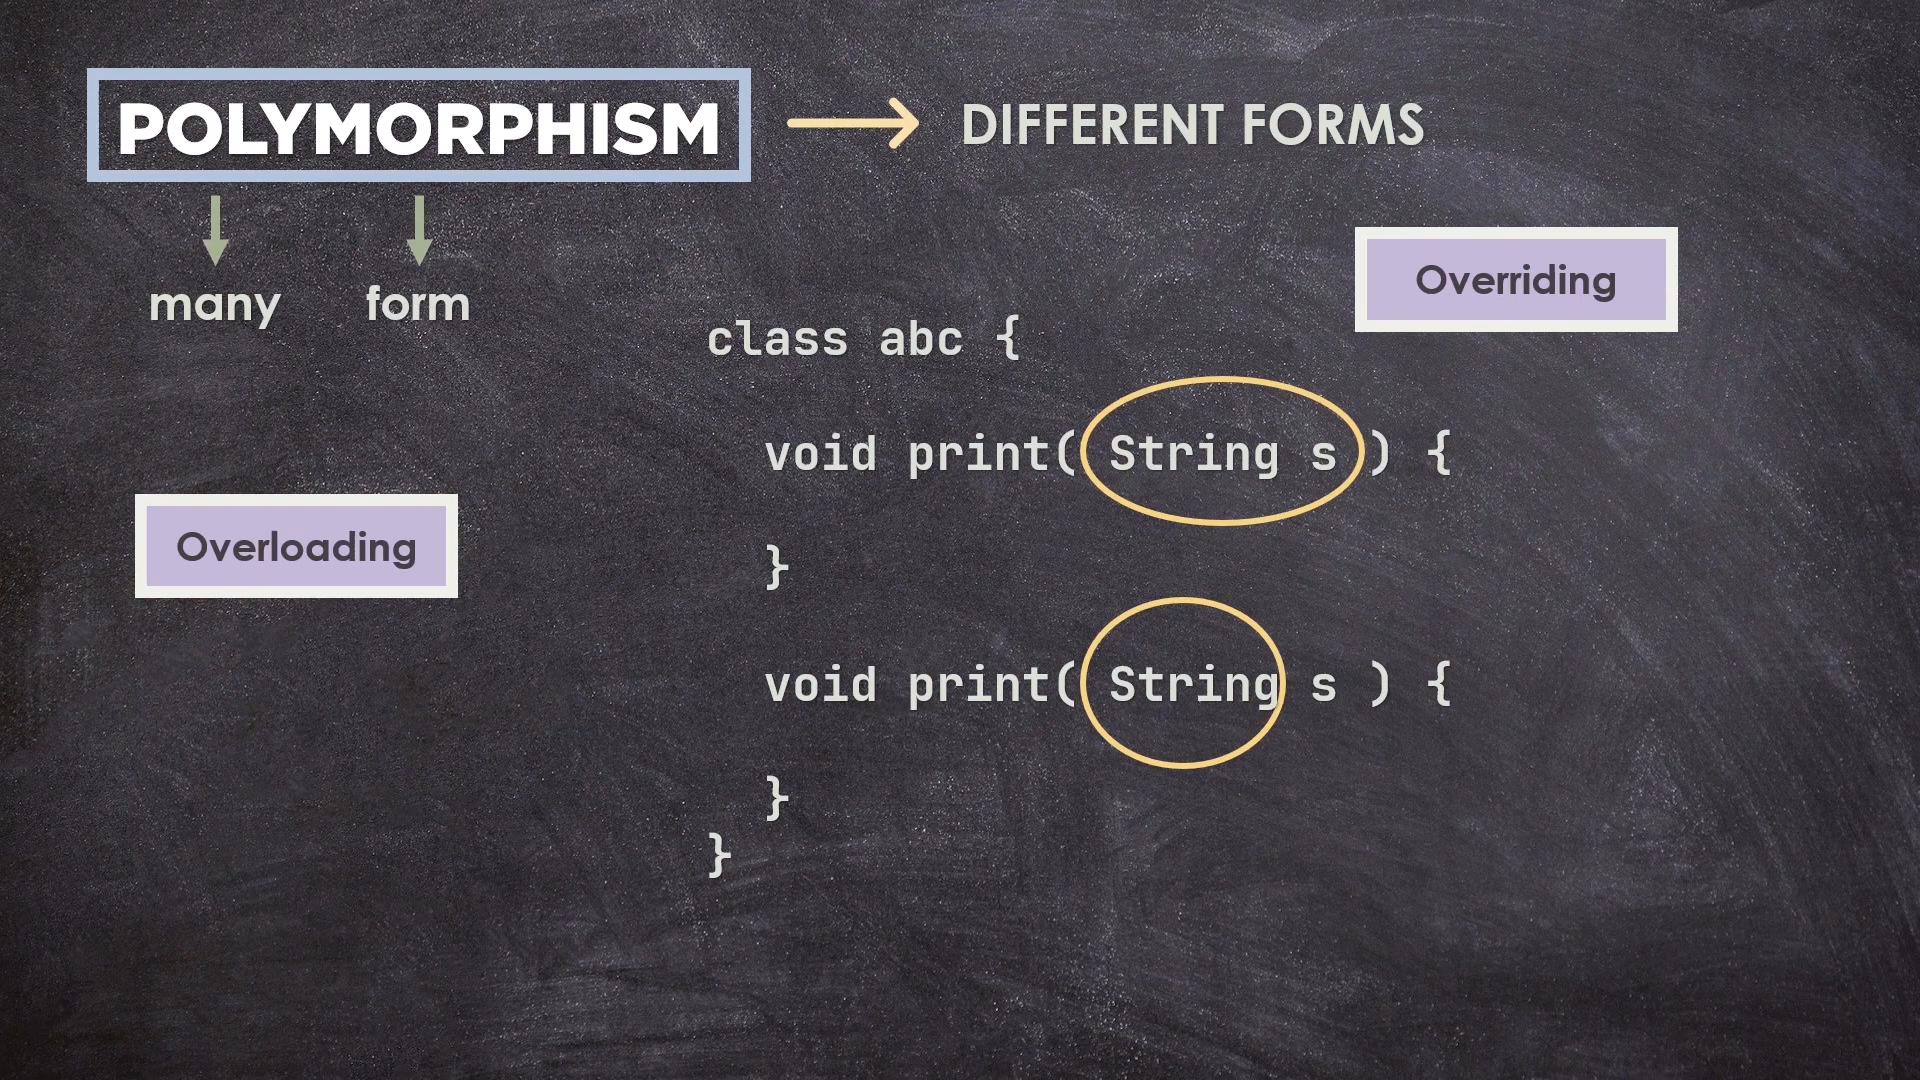 POLYMORPHISM
DIFFERENT FORMS
many
form
Overriding
class abc {
void print( String s ) {
Overloading
}
void print( String s ) {
}
}